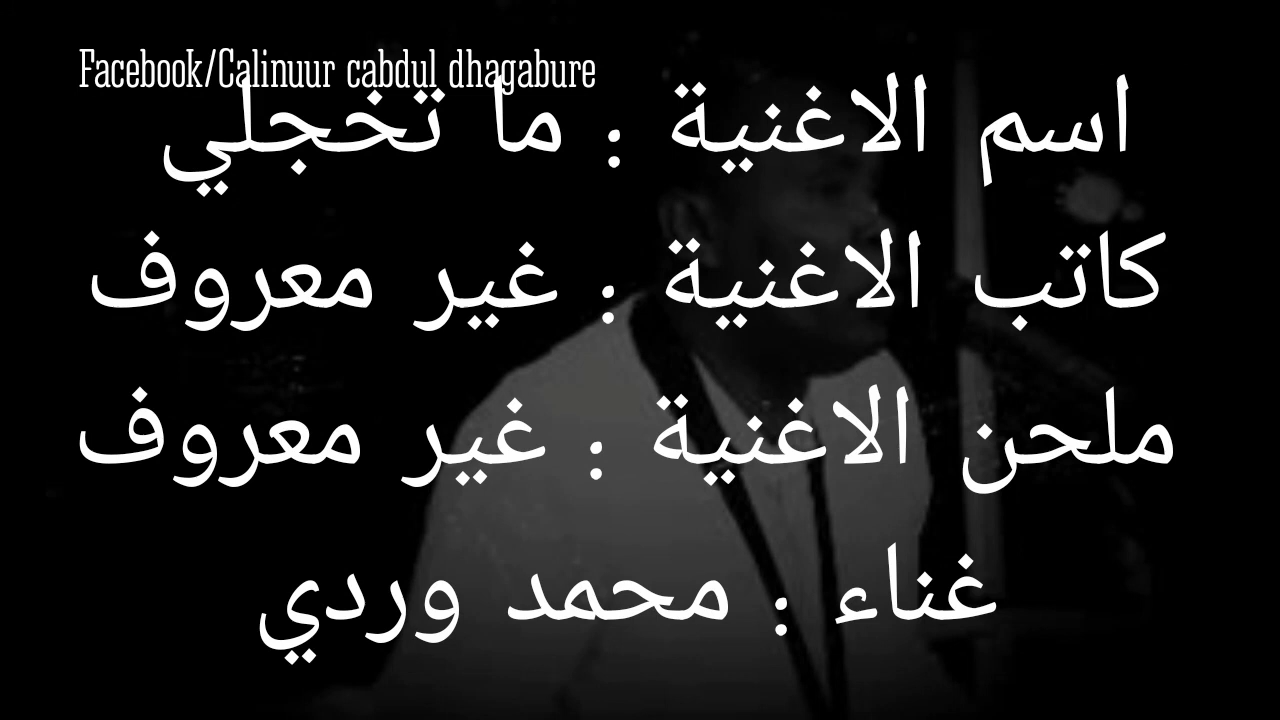 Facebook/Calinuur cabdul dhagabure
اسم الاغنية : ما تخجلي
كاتب الاغنية : غير معروف
ملحن الاغنية : غير معروف
غناء : محمد وردي